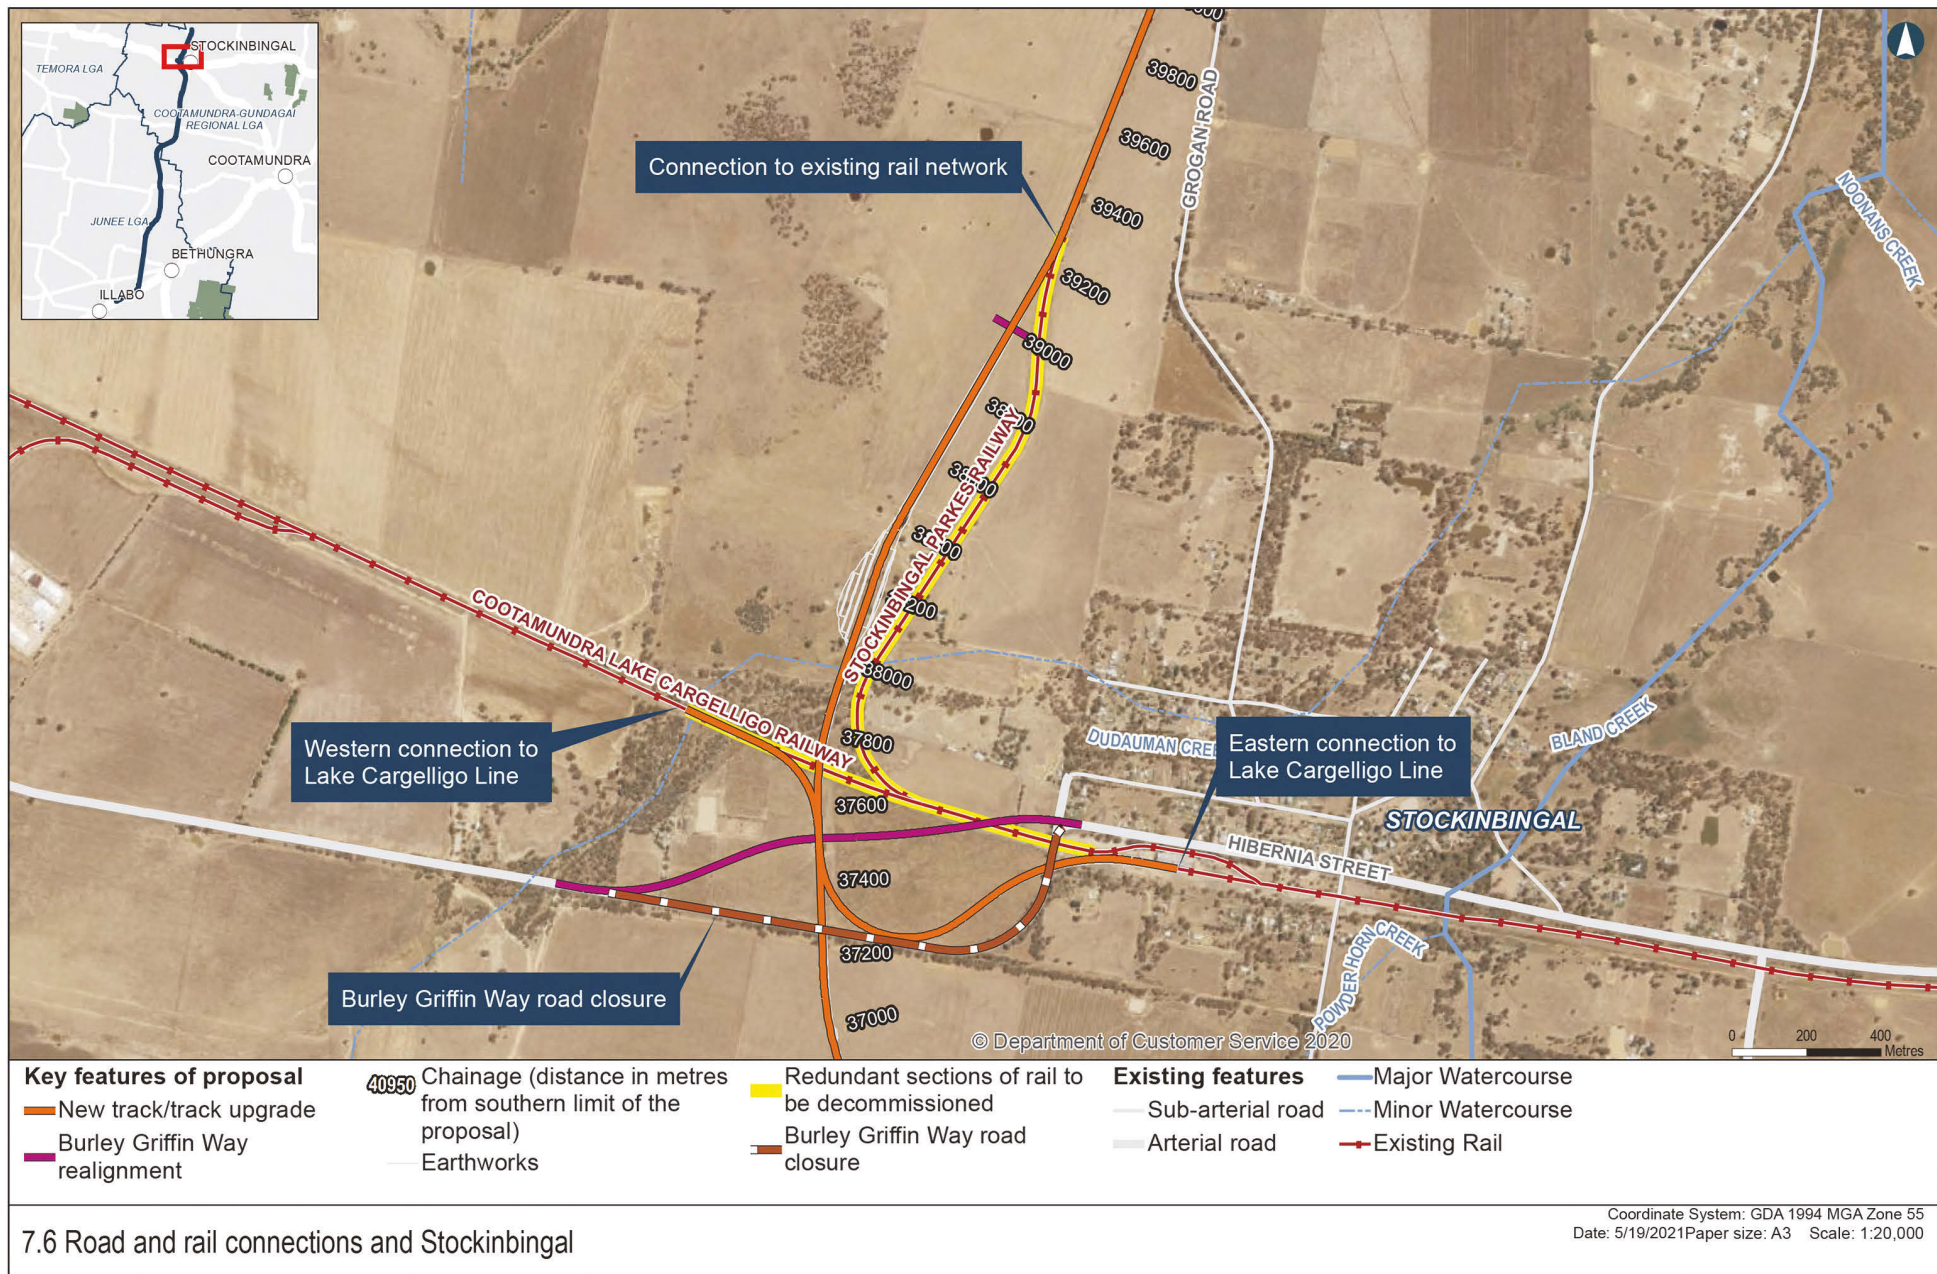 STOCKINBINGAL
TEMORA LGA
COOTAMUNDRA-GUNDAGAI
REGIONAL LGA
COOTAMUNDRA
JUNEE LGA
BETHUNGRA
ILLABO
39800
39600
39400
39200
39000
38000
37800
37600
37400
37200
37000
Connection to existing rail network
GROGAN ROAD
NOONANS CREEK
STOCKINBINGAL PARKES RAILWAY
COOTAMUNDRA LAKE CARGELLIGO RAILWAY
Western connection to
Lake Cargelligo Line
DUDAUMAN
Eastern connection to
Lake Cargelligo Line
BLAND CREEK
STOCKINBINGAL
HIBERNIA STREET
POWDER HORN CREEK
Burley Griffin Way road closure
© Department of Customer Service 2020
0 200 400
Metres
Key features of proposal
New track/track upgrade
Burley Griffin Way
realignment
40950
Chainage (distance in metres
from southern limit of the
proposal)
Earthworks
Redundant sections of rail to
be decommissioned
Burley Griffin Way road
closure
Existing features
Sub-arterial road
Arterial road
Major Watercourse
Minor Watercourse
Existing Rail
7.6 Road and rail connections and Stockinbingal
Coordinate System: GDA 1994 MGA Zone 55
Date: 5/19/2021Paper size: A3 Scale: 1:20,000